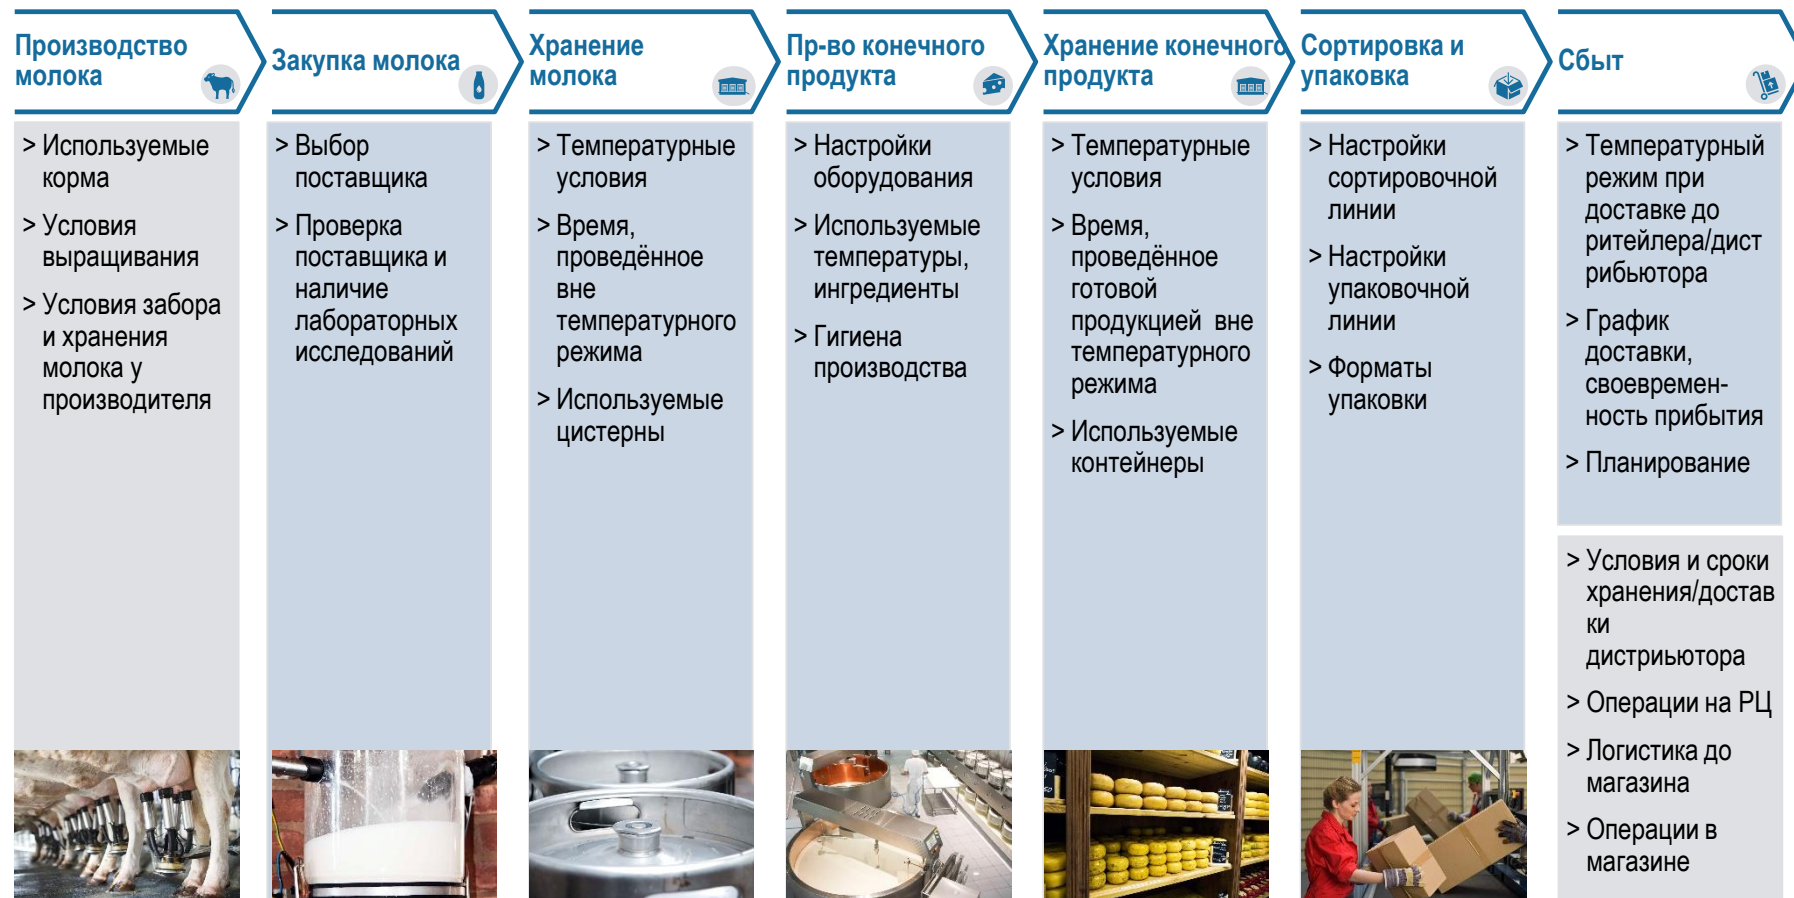 Производство
молока
Закупка молока
Хранение
молока
Пр-во конечного
продукта
Хранение конечного
продукта
Сортировка и
упаковка
Сбыт
> Используемые
корма
> Условия
выращивания
> Условия забора
и хранения
молока у
производителя
> Выбор
поставщика
> Проверка
поставщика и
наличие
лабораторных
исследований
> Температурные
условия
> Время,
проведённое
вне
температурного
режима
> Используемые
цистерны
> Настройки
оборудования
> Используемые
температуры,
ингредиенты
> Гигиена
производства
> Температурные
условия
> Время,
проведённое
готовой
продукцией вне
температурного
режима
> Используемые
контейнеры
> Настройки
сортировочной
линии
> Настройки
упаковочной
линии
> Форматы
упаковки
> Температурный
режим при
доставке до
ритейлера/дист
рибьютора
> График
доставки,
своевремен-
ность прибытия
> Планирование
> Условия и сроки
хранения/достав
ки
дистриьютора
> Операции на РЦ
> Логистика до
магазина
> Операции в
магазине